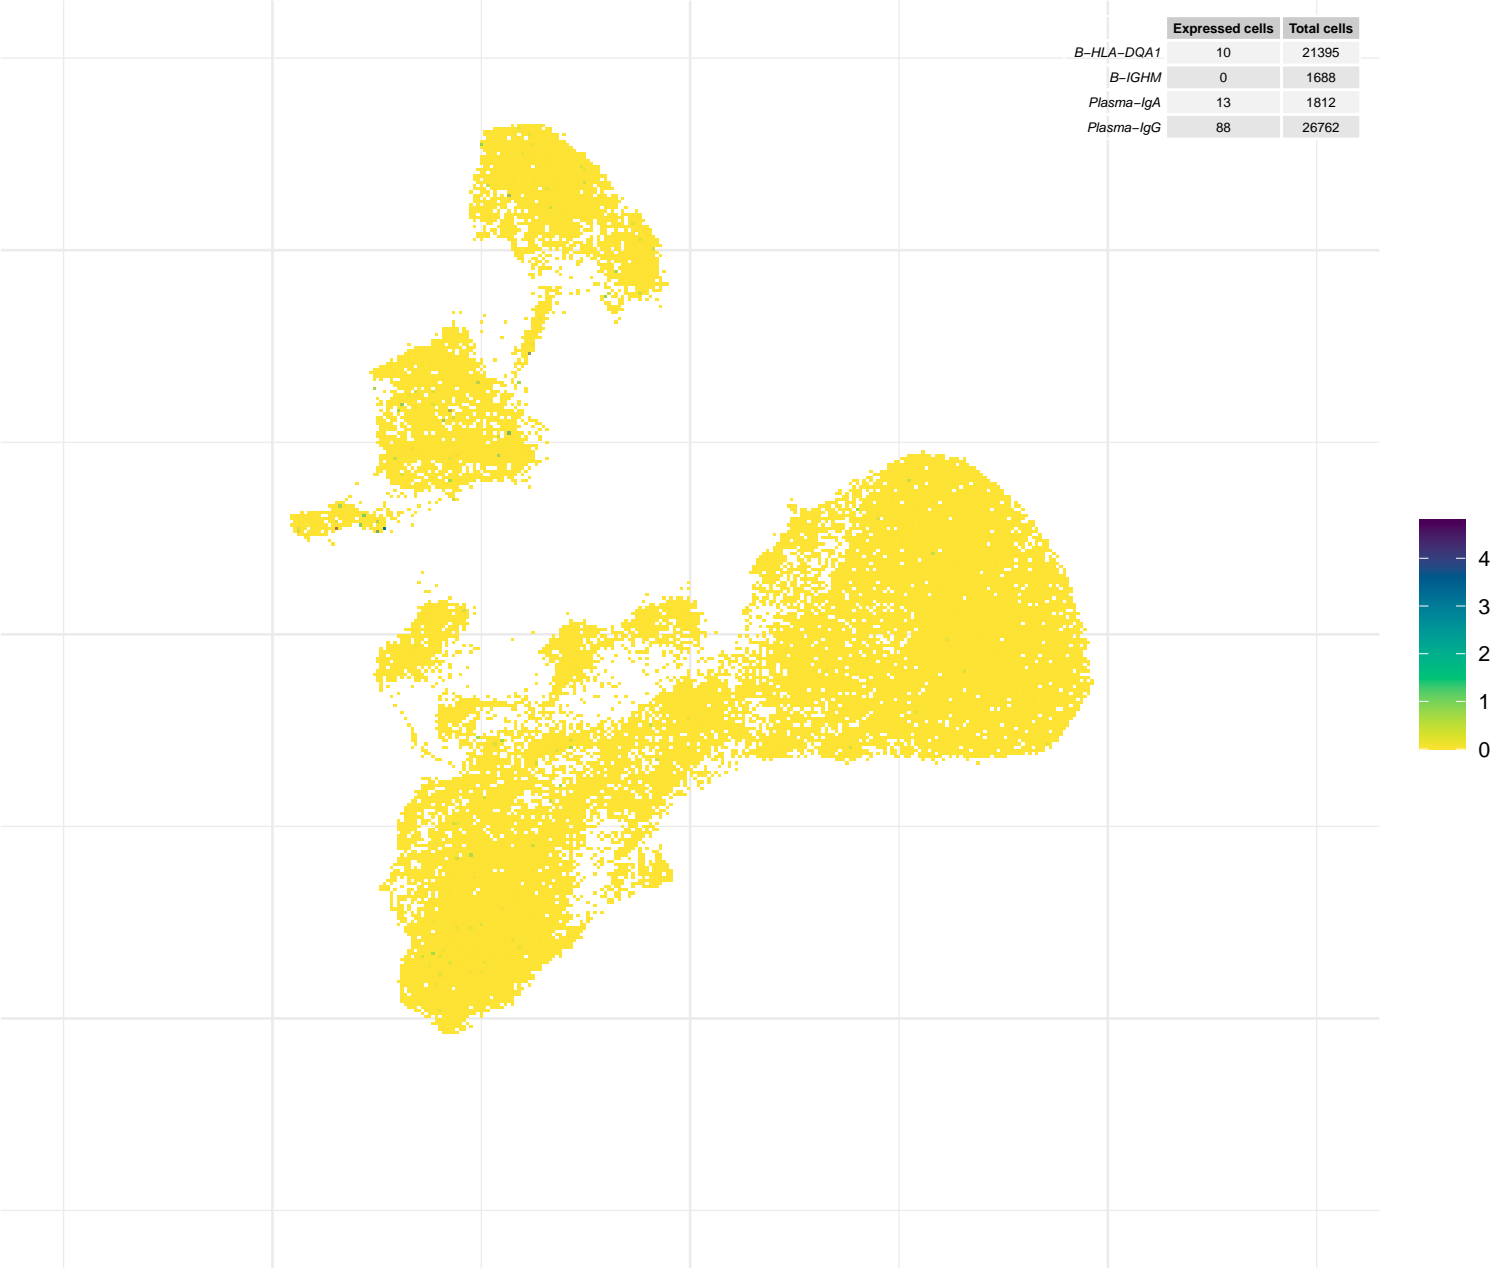 Expressed cells Total cells
B−HLA−DQA1 10 21395
B−IGHM 0 1688
Plasma−IgA 13 1812
Plasma−IgG 88 26762
4
3
2
1
0